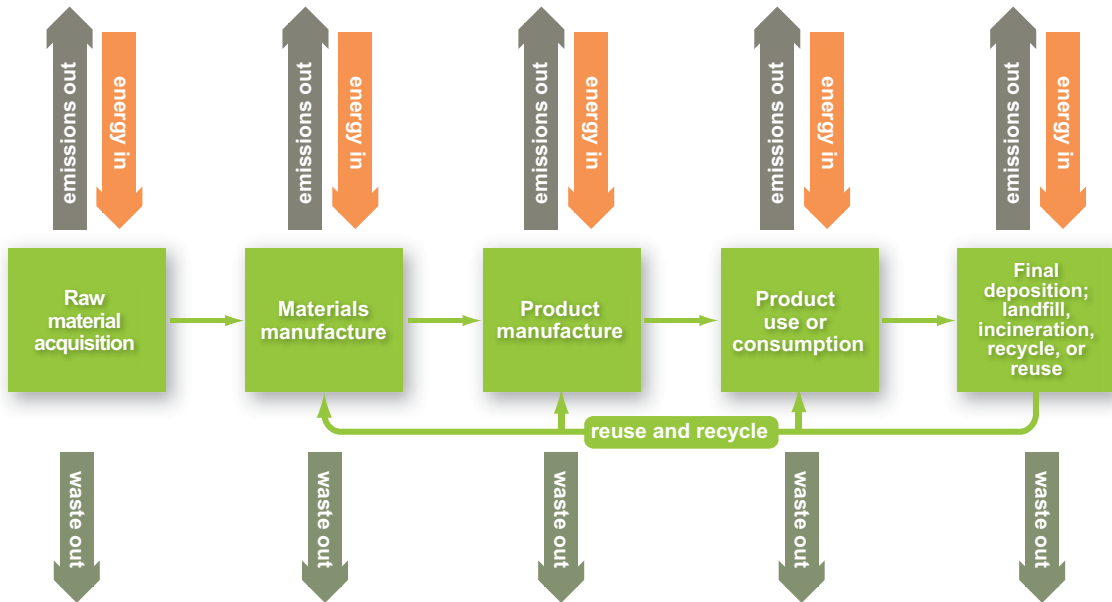 emissions out
energy in
emissions out
energy in
emissions out
energy in
emissions out
energy in
emissions out
energy in
Raw
material
acquisition
Materials
manufacture
Product
manufacture
Product
use or
consumption
Final
deposition;
landfill,
incineration,
recycle, or
reuse
reuse and recycle
waste out
waste out
waste out
waste out
waste out